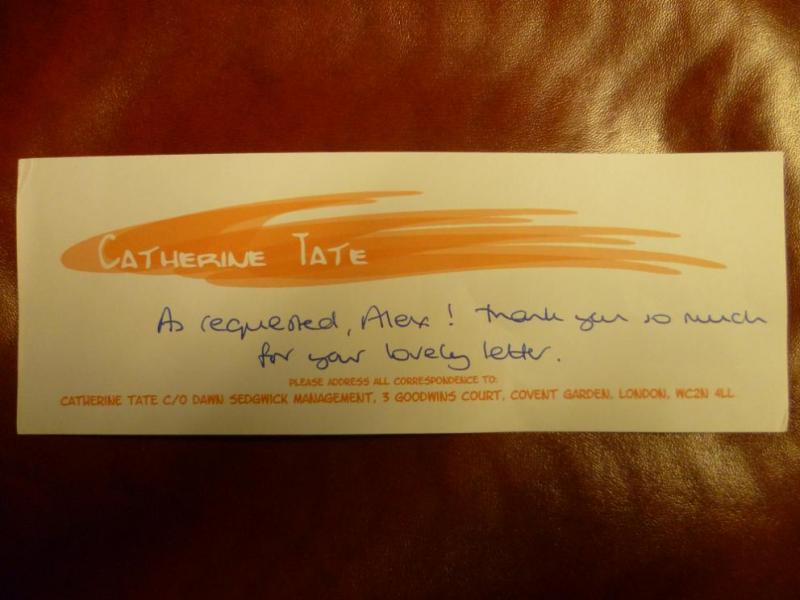 CATHERINE TATE
As requested, Alex! Thank you so much
for your lovely letter.
PLEASE ADDRESS ALL CORRESPONDENCE TO:
CATHERINE TATE C/O DAWN SEDGWICK MANAGEMENT, 3 GOODWINS COURT, COVENT GARDEN, LONDON, WC2N 4LL